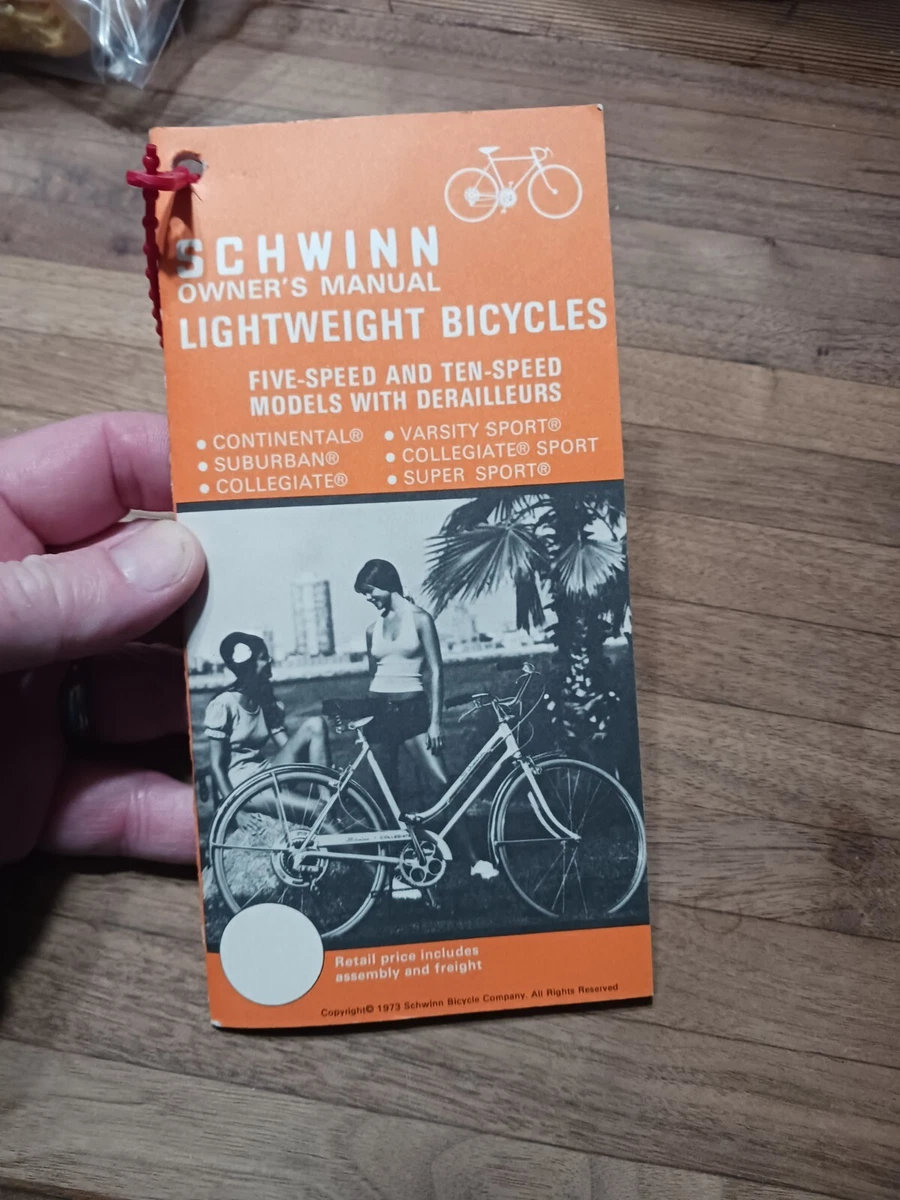 SCHWINN
OWNER'S MANUAL
LIGHTWEIGHT BICYCLES
FIVE-SPEED AND TEN-SPEED
MODELS WITH DERAILLEURS
• CONTINENTAL® • VARSITY SPORT®
• SUBURBAN® • COLLEGIATE® SPORT
• COLLEGIATE® • SUPER SPORT®
COLLEGIATE
Retail price includes
assembly and freight
Copyright© 1973 Schwinn Bicycle Company. All Rights Reserved